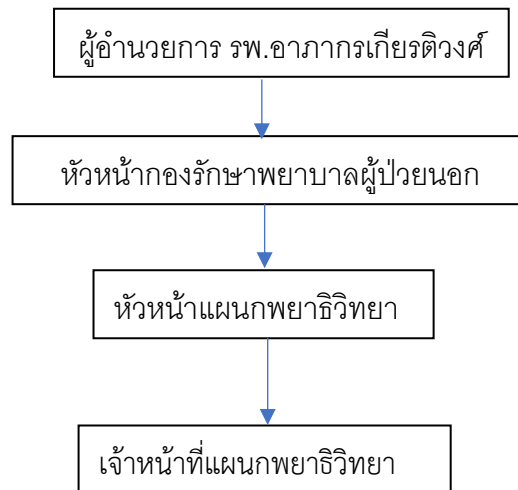 ผู้อำนวยการ รพ.อาภากรเกียรติวงศ์
หัวหน้ากองรักษาพยาบาลผู้ป่วยนอก
หัวหน้าแผนกพยาธิวิทยา
เจ้าหน้าที่แผนกพยาธิวิทยา